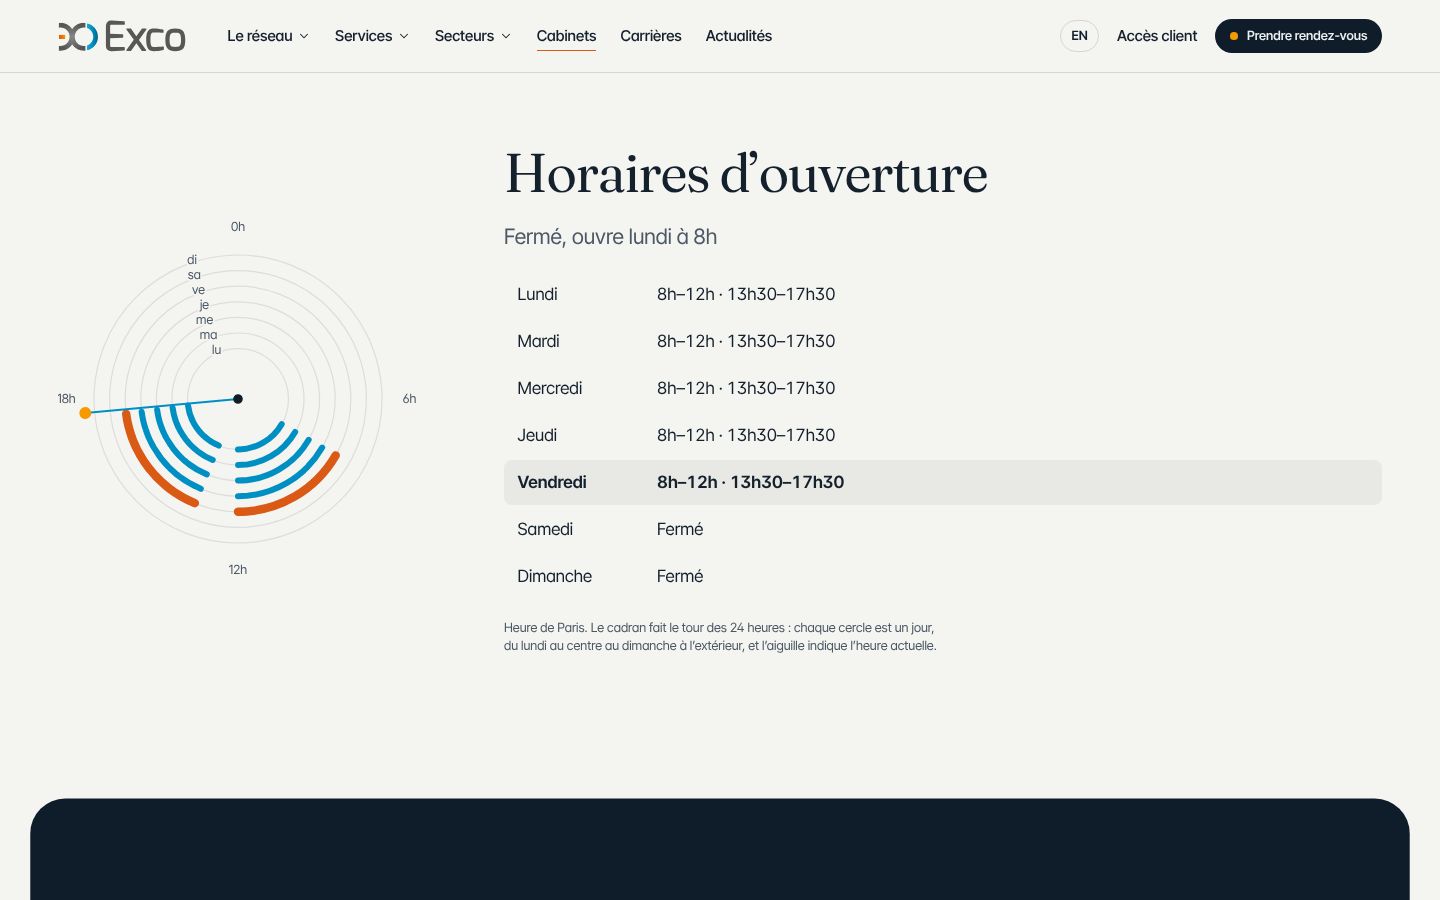 Exco
Le réseau
Services
Secteurs
Cabinets
Carrières
Actualités
EN
Accès client
Prendre rendez-vous
Horaires d’ouverture
Fermé, ouvre lundi à 8h
0h
di
sa
ve
je
me
ma
lu
18h
6h
12h
Lundi 8h–12h · 13h30–17h30
Mardi 8h–12h · 13h30–17h30
Mercredi 8h–12h · 13h30–17h30
Jeudi 8h–12h · 13h30–17h30
Vendredi 8h–12h · 13h30–17h30
Samedi Fermé
Dimanche Fermé
Heure de Paris. Le cadran fait le tour des 24 heures : chaque cercle est un jour,
du lundi au centre au dimanche à l’extérieur, et l’aiguille indique l’heure actuelle.